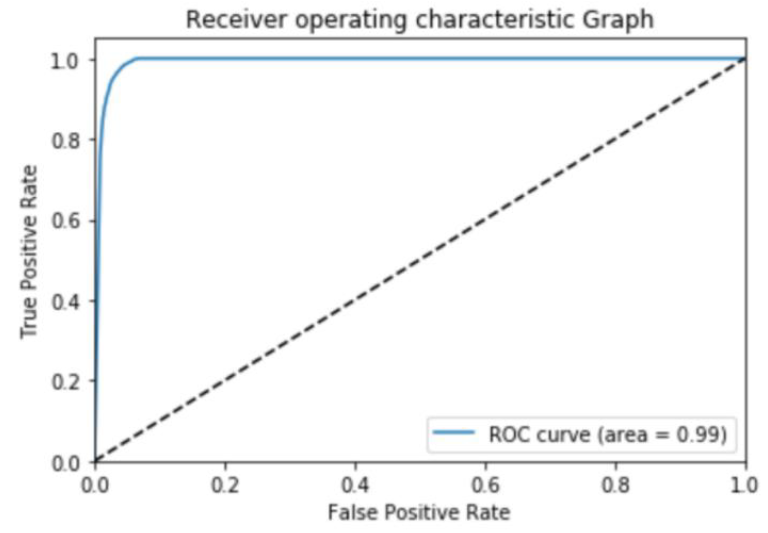 Receiver operating characteristic Graph
1.0
0.8
0.6
0.4
0.2
0.0
True Positive Rate
ROC curve (area = 0.99)
0.0 0.2 0.4 0.6 0.8 1.0
False Positive Rate